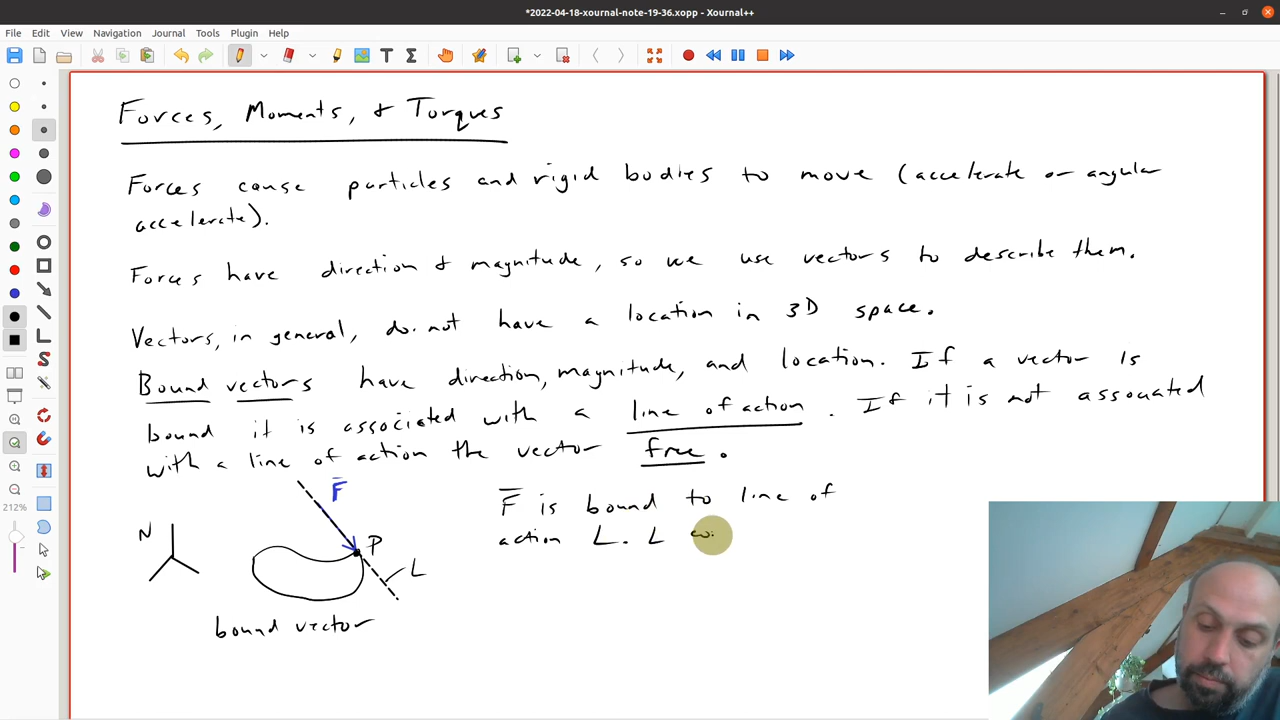 *2022-04-18-xournal-note-19-36.xopp - Xournal++
File Edit View Navigation Journal Tools Plugin Help
Forces, Moments, & Torques
Forces cause particles and rigid bodies to move (accelerate or angular
accelerate).
Forces have direction & magnitude, so we use vectors to describe them.
Vectors, in general, do not have a location in 3D space.
Bound vectors have direction, magnitude, and location. If a vector is
bound it is associated with a line of action. If it is not associated
with a line of action the vector free.
F̅
N
P
L
bound vector
F̅ is bound to line of
action L. L
212%